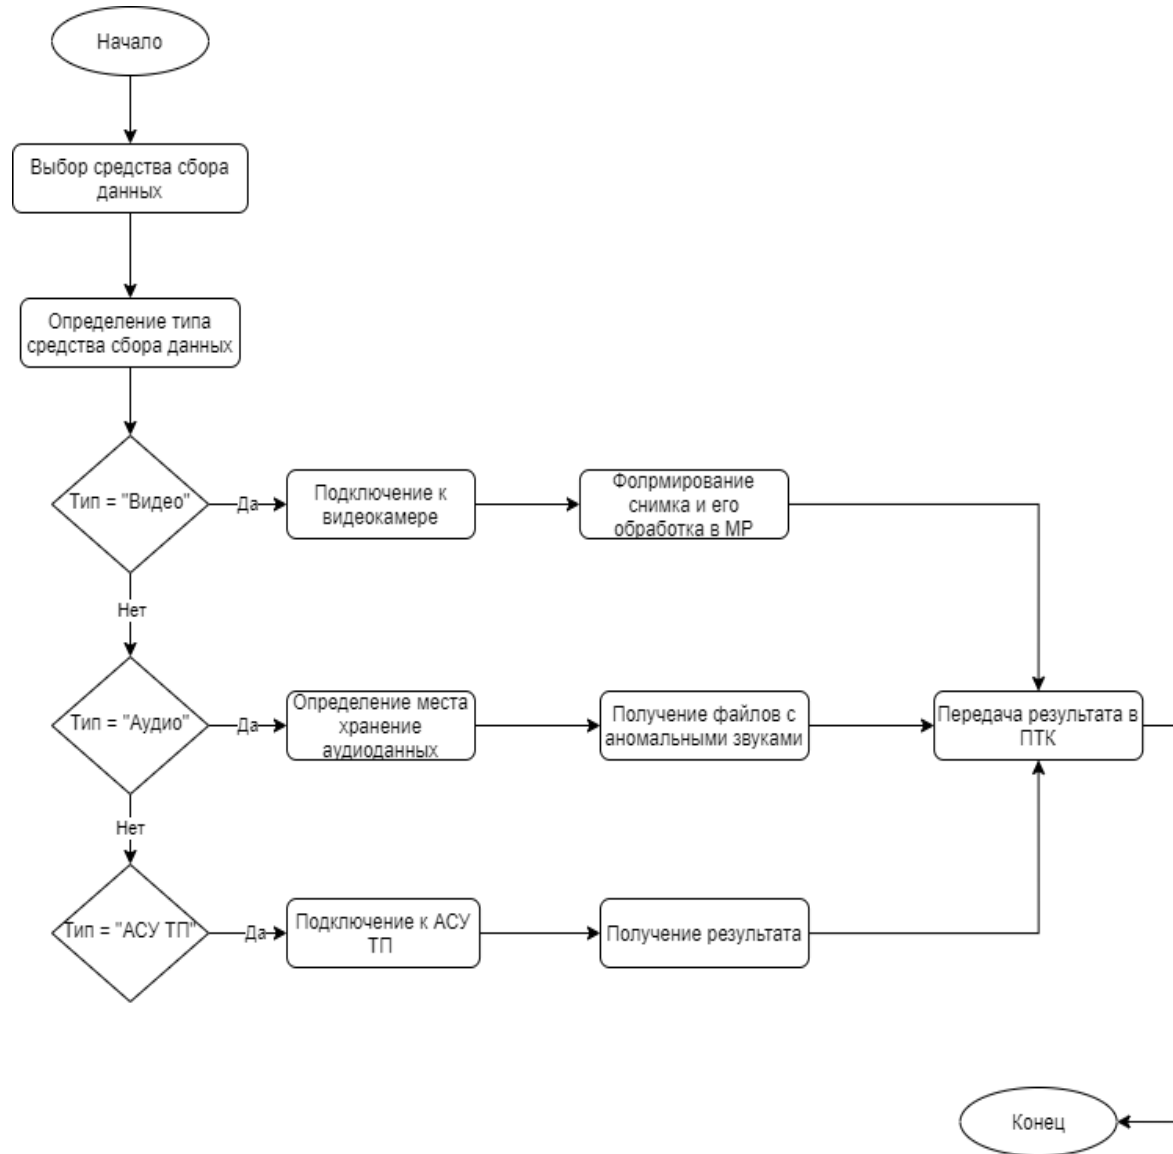 Начало
Выбор средства сбора
данных
Определение типа
средства сбора данных
Тип = "Видео"
Да
Подключение к
видеокамере
Фолрмирование
снимка и его
обработка в МР
Нет
Тип = "Аудио"
Да
Определение места
хранение
аудиоданных
Получение файлов с
аномальными звуками
Передача результата в
ПТК
Нет
Тип = "АСУ ТП"
Да
Подключение к АСУ
ТП
Получение результата
Конец